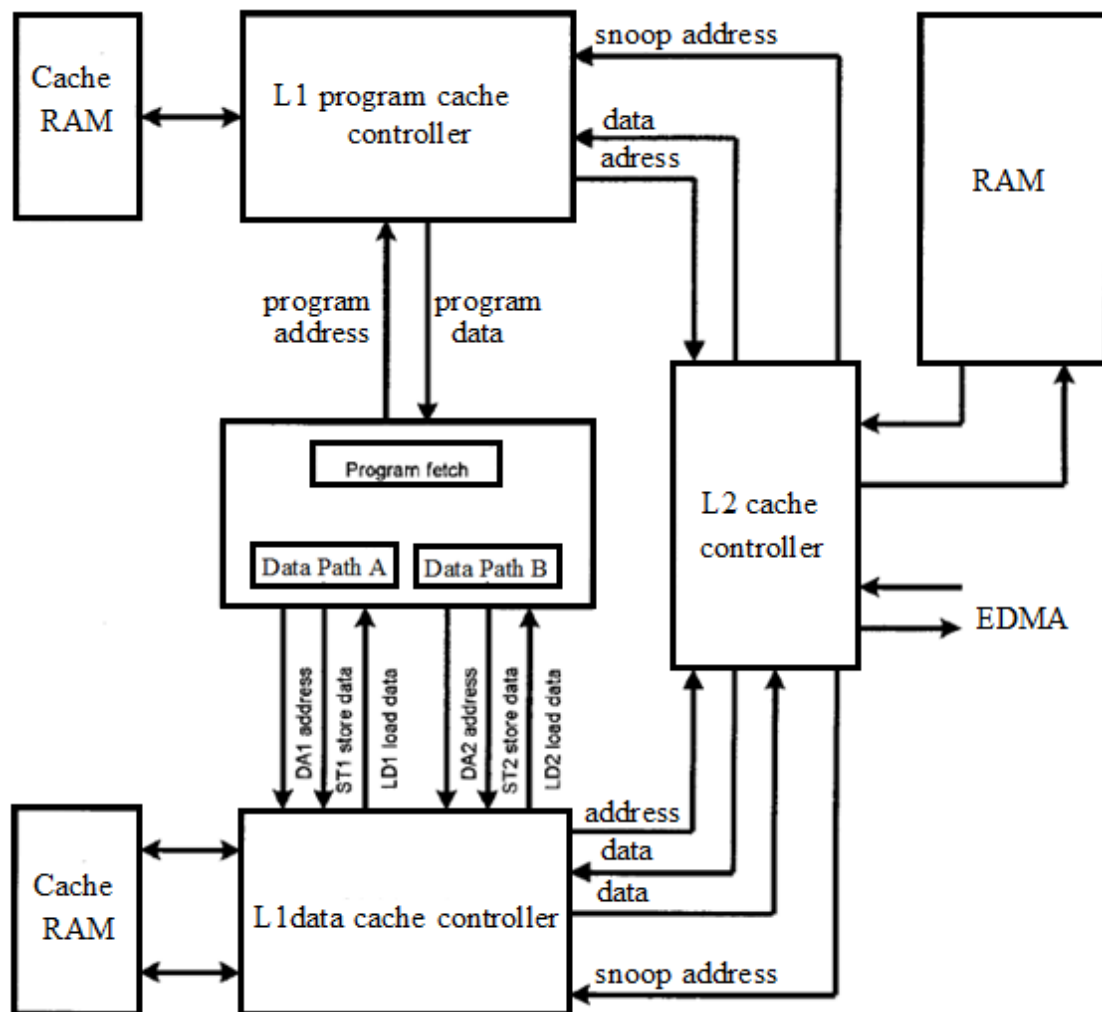 Cache
RAM
L1 program cache
controller
snoop address
data
adress
RAM
program
address
program
data
Program fetch
Data Path A
Data Path B
L2 cache
controller
EDMA
DA1 address
ST1 store data
LD1 load data
DA2 address
ST2 store data
LD2 load data
address
data
data
Cache
RAM
L1data cache controller
snoop address